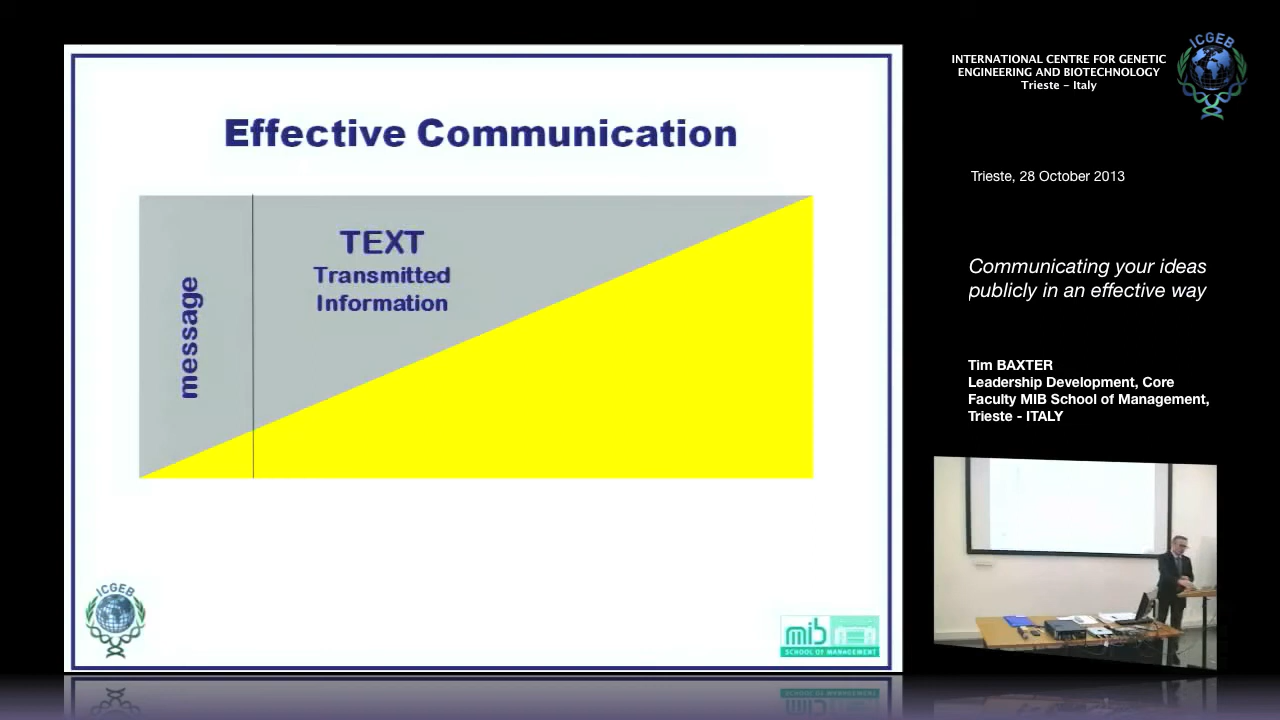 Effective Communication
message
TEXT
Transmitted
Information
ICGEB
mib
SCHOOL OF MANAGEMENT
INTERNATIONAL CENTRE FOR GENETIC
ENGINEERING AND BIOTECHNOLOGY
Trieste – Italy
ICGEB
Trieste, 28 October 2013
Communicating your ideas
publicly in an effective way
Tim BAXTER
Leadership Development, Core
Faculty MIB School of Management,
Trieste - ITALY